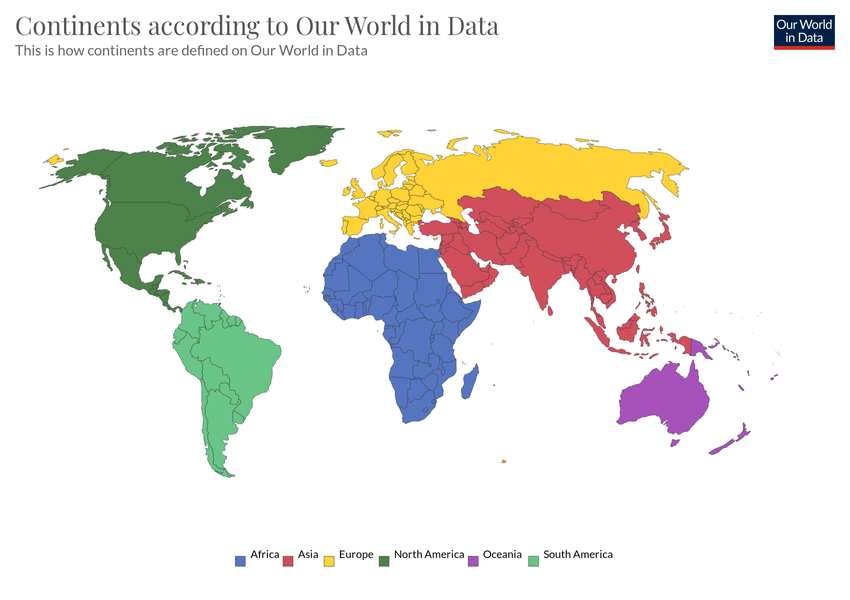 Continents according to Our World in Data
This is how continents are defined on Our World in Data
Our World
in Data
Africa
Asia
Europe
North America
Oceania
South America